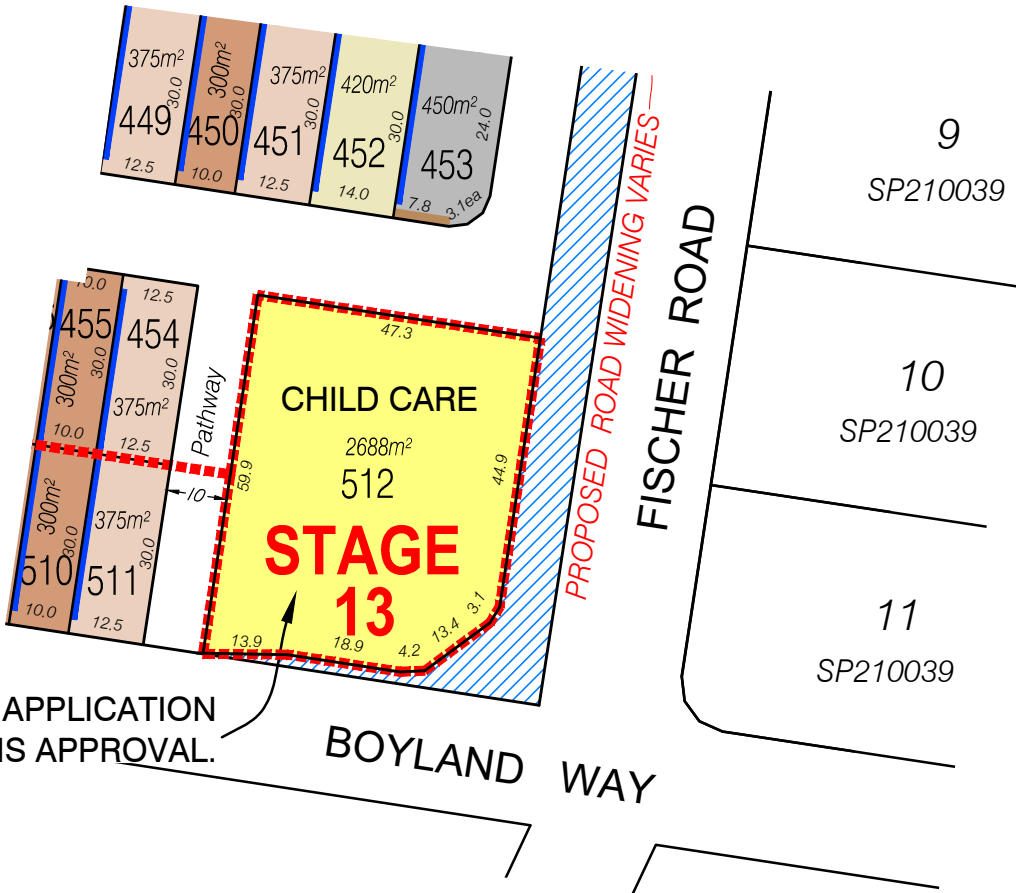 375m²
30.0
449
12.5
300m²
30.0
450
10.0
375m²
30.0
451
12.5
420m²
30.0
452
14.0
450m²
24.0
453
7.8
3.1ea
PROPOSED ROAD WIDENING VARIES
FISCHER ROAD
9
SP210039
10
SP210039
11
SP210039
10.0
455
30.0
300m²
10.0
12.5
454
30.0
375m²
12.5
Pathway
10
300m²
30.0
510
10.0
375m²
30.0
511
12.5
47.3
CHILD CARE
2688m²
512
59.9
44.9
STAGE
13
13.9
18.9
4.2
13.4
3.1
APPLICATION
IS APPROVAL.
BOYLAND WAY